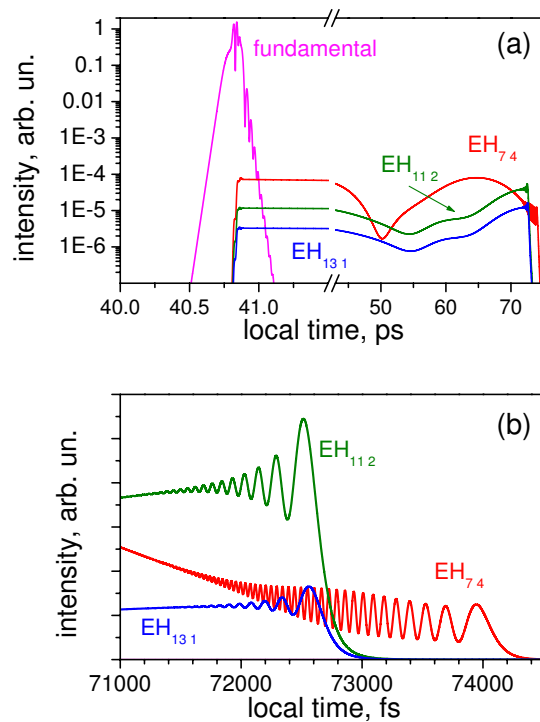 (a)
fundamental
intensity, arb. un.
1
0.1
0.01
1E-3
1E-4
1E-5
1E-6
EH11 2
EH7 4
EH13 1
40.0 40.5 41.0 50 60 70
local time, ps
(b)
intensity, arb. un.
EH11 2
EH7 4
EH13 1
71000 72000 73000 74000
local time, fs